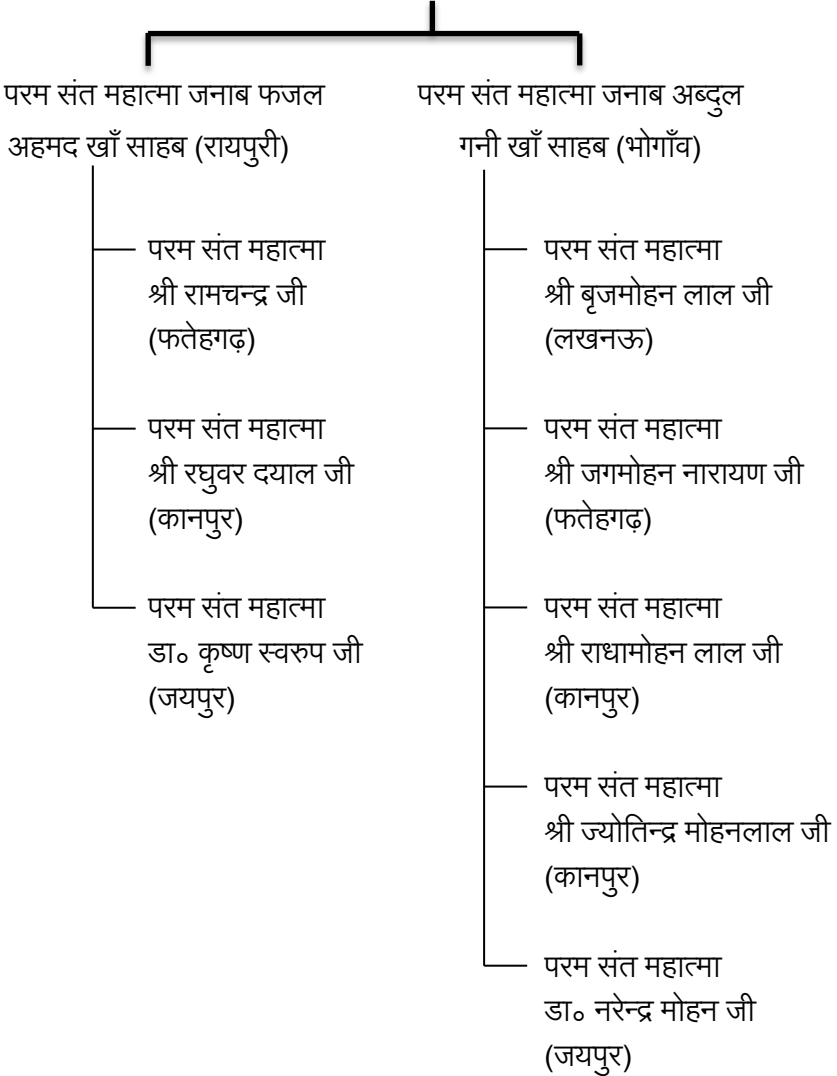 परम संत महात्मा जनाब फजल
अहमद खाँ साहब (रायपुरी)
परम संत महात्मा
श्री रामचन्द्र जी
(फतेहगढ़)
परम संत महात्मा
श्री रघुवर दयाल जी
(कानपुर)
परम संत महात्मा
डा॰ कृष्ण स्वरुप जी
(जयपुर)
परम संत महात्मा जनाब अब्दुल
गनी खाँ साहब (भोगाँव)
परम संत महात्मा
श्री बृजमोहन लाल जी
(लखनऊ)
परम संत महात्मा
श्री जगमोहन नारायण जी
(फतेहगढ़)
परम संत महात्मा
श्री राधामोहन लाल जी
(कानपुर)
परम संत महात्मा
श्री ज्योतिन्द्र मोहनलाल जी
(कानपुर)
परम संत महात्मा
डा॰ नरेन्द्र मोहन जी
(जयपुर)